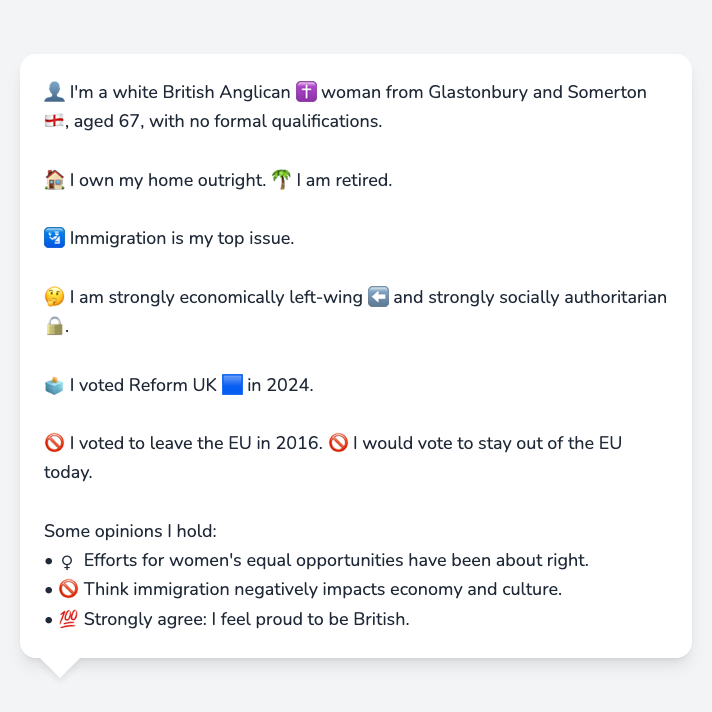 👤 I'm a white British Anglican ✝️ woman from Glastonbury and Somerton
🏴󠁧󠁢󠁥󠁮󠁧󠁿, aged 67, with no formal qualifications.
🏠 I own my home outright. 🌴 I am retired.
🛂 Immigration is my top issue.
🤔 I am strongly economically left-wing ⬅️ and strongly socially authoritarian
🔒.
🗳️ I voted Reform UK 🟦 in 2024.
🚫 I voted to leave the EU in 2016. 🚫 I would vote to stay out of the EU
today.
Some opinions I hold:
• ♀ Efforts for women's equal opportunities have been about right.
• 🚫 Think immigration negatively impacts economy and culture.
• 💯 Strongly agree: I feel proud to be British.